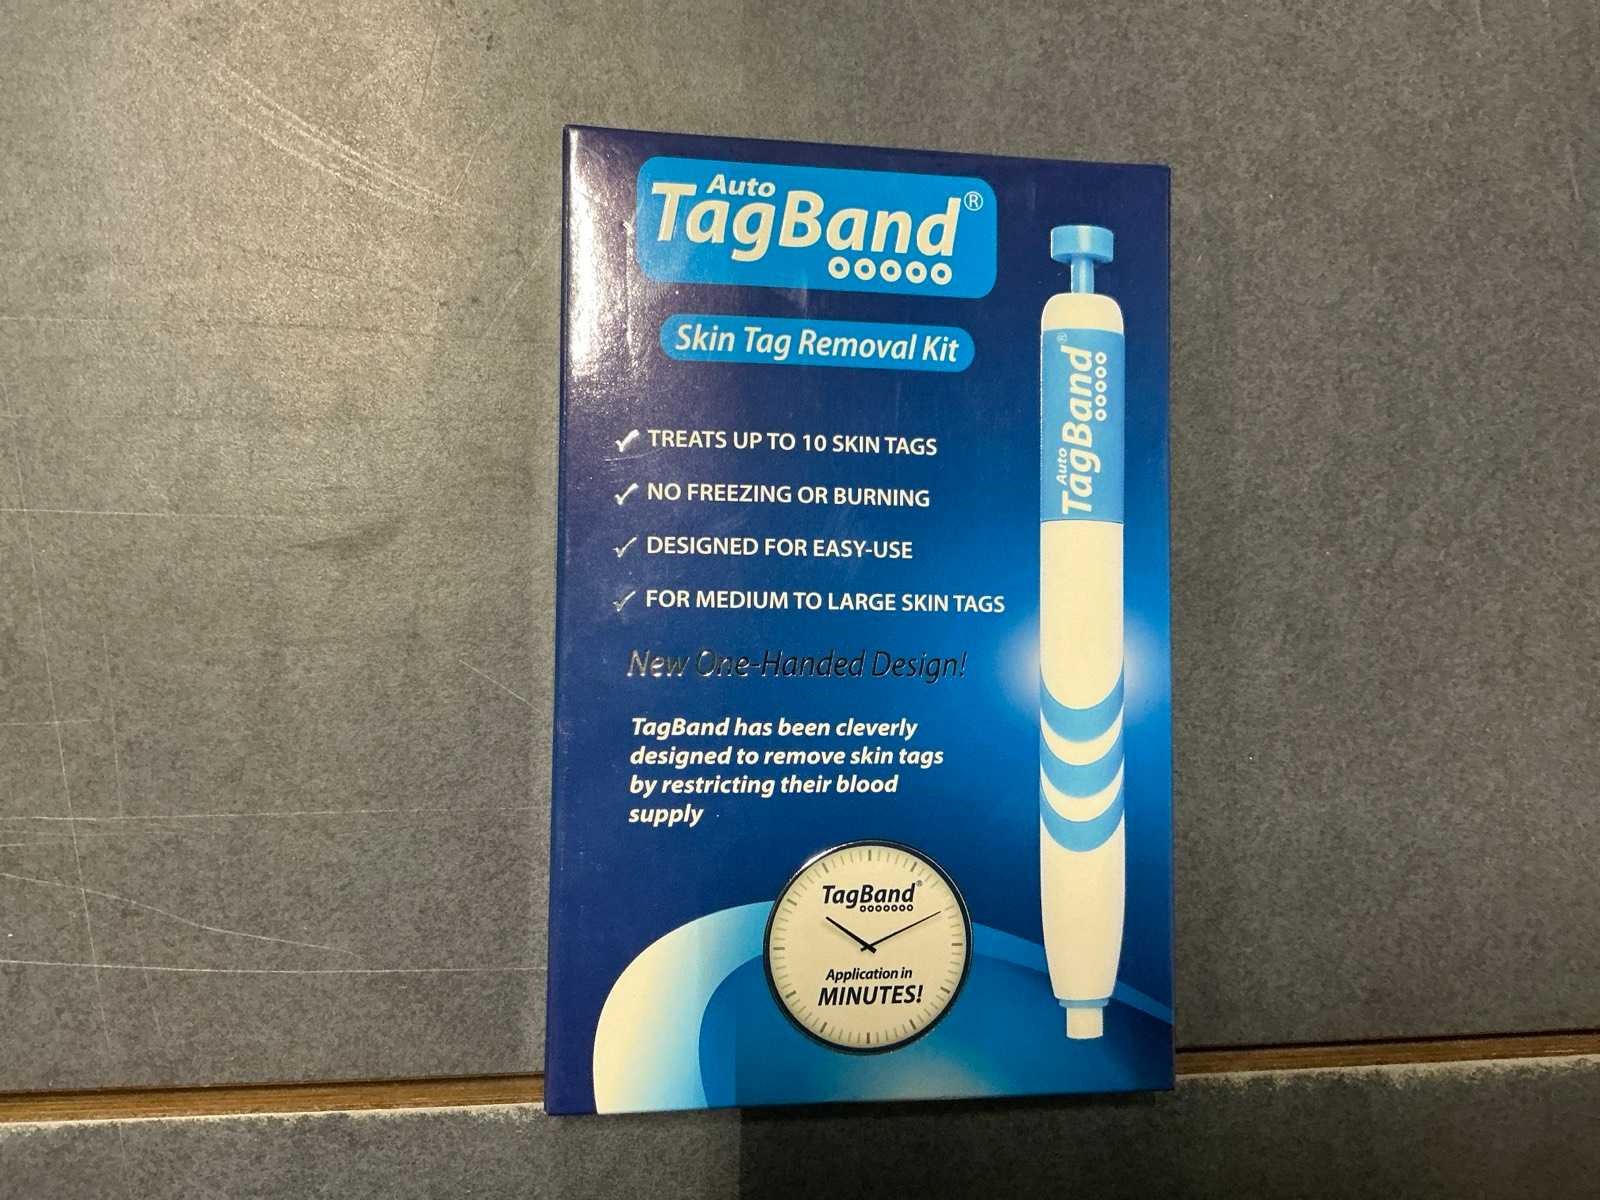 Auto
TagBand®
Skin Tag Removal Kit
TREATS UP TO 10 SKIN TAGS
NO FREEZING OR BURNING
DESIGNED FOR EASY-USE
FOR MEDIUM TO LARGE SKIN TAGS
New One-Handed Design!
TagBand has been cleverly
designed to remove skin tags
by restricting their blood
supply
TagBand®
Application in
MINUTES!
Auto
TagBand®